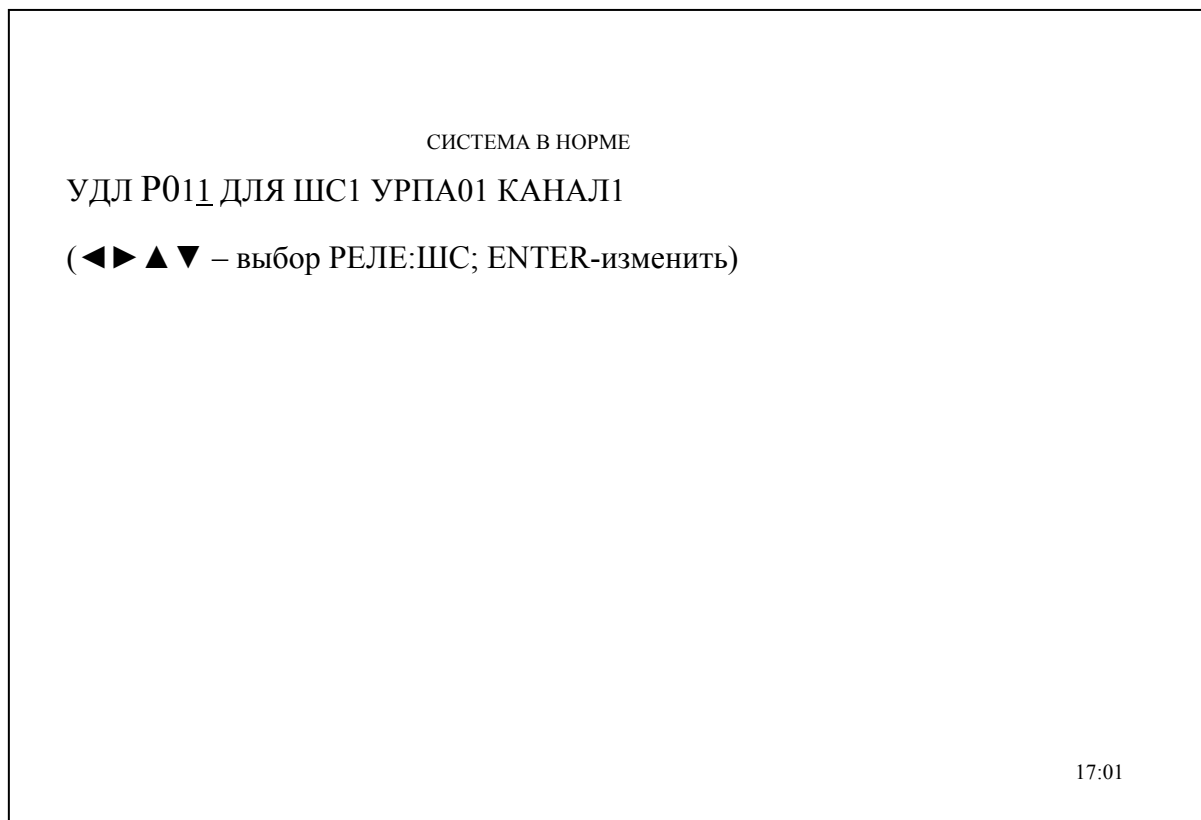 СИСТЕМА В НОРМЕ
УДЛ Р011 ДЛЯ ШС1 УРПА01 КАНАЛ1
(◄► ▲ ▼ – выбор РЕЛЕ:ШС; ENTER-изменить)
17:01